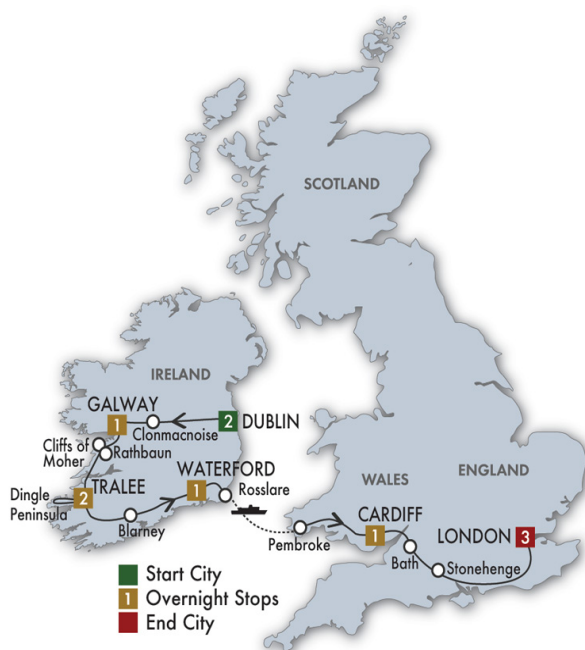 SCOTLAND
IRELAND
GALWAY
1
Clonmacnoise
2 DUBLIN
Cliffs of
Moher
Rathbaun
WATERFORD
1
Rosslare
TRALEE
2
Dingle
Peninsula
Blarney
WALES
ENGLAND
CARDIFF
1
Pembroke
LONDON 3
Bath
Stonehenge
Start City
1 Overnight Stops
End City